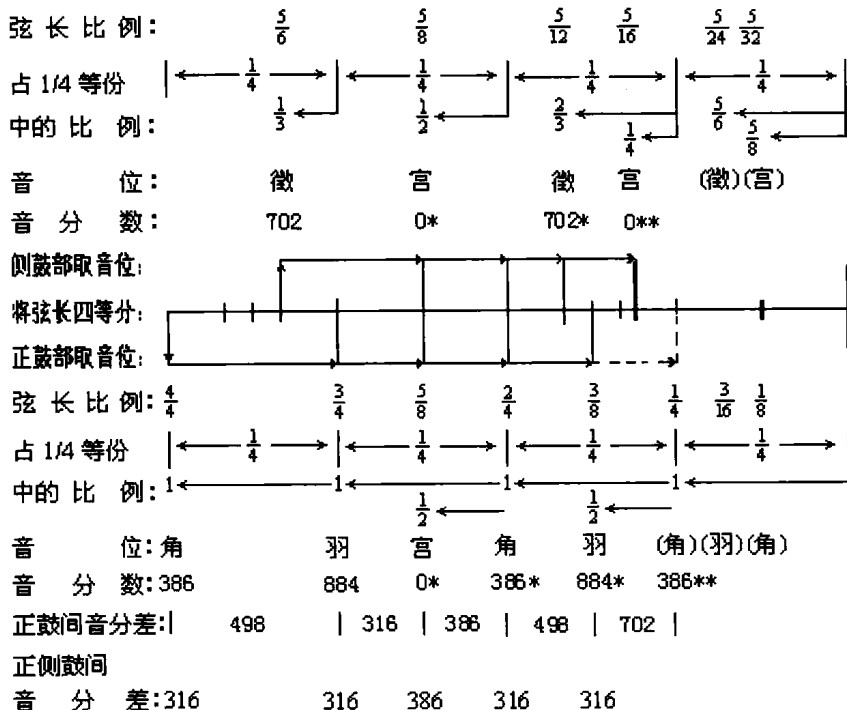 弦长比例: 5/6 5/8 5/12 5/16 5/24 5/32
占1/4等份 1/4 1/4 1/4 1/4
中的比例: 1/3 1/2 2/3 1/4 5/6 5/8
音位: 徵 宫 徵 宫 (徵)(宫)
音分数: 702 0* 702* 0**
侧鼓部取音位:
将弦长四等分:
正鼓部取音位:
弦长比例: 4/4 3/4 5/8 2/4 3/8 1/4 3/16 1/8
占1/4等份 1/4 1/4 1/4 1/4
中的比例: 1 1 1/2 1 1/2 1
音位: 角 羽 宫 角 羽 (角)(羽)(角)
音分数: 386 884 0* 386* 884* 386**
正鼓间音分差: 498 316 386 498 702
正侧鼓间
音分差: 316 316 386 316 316